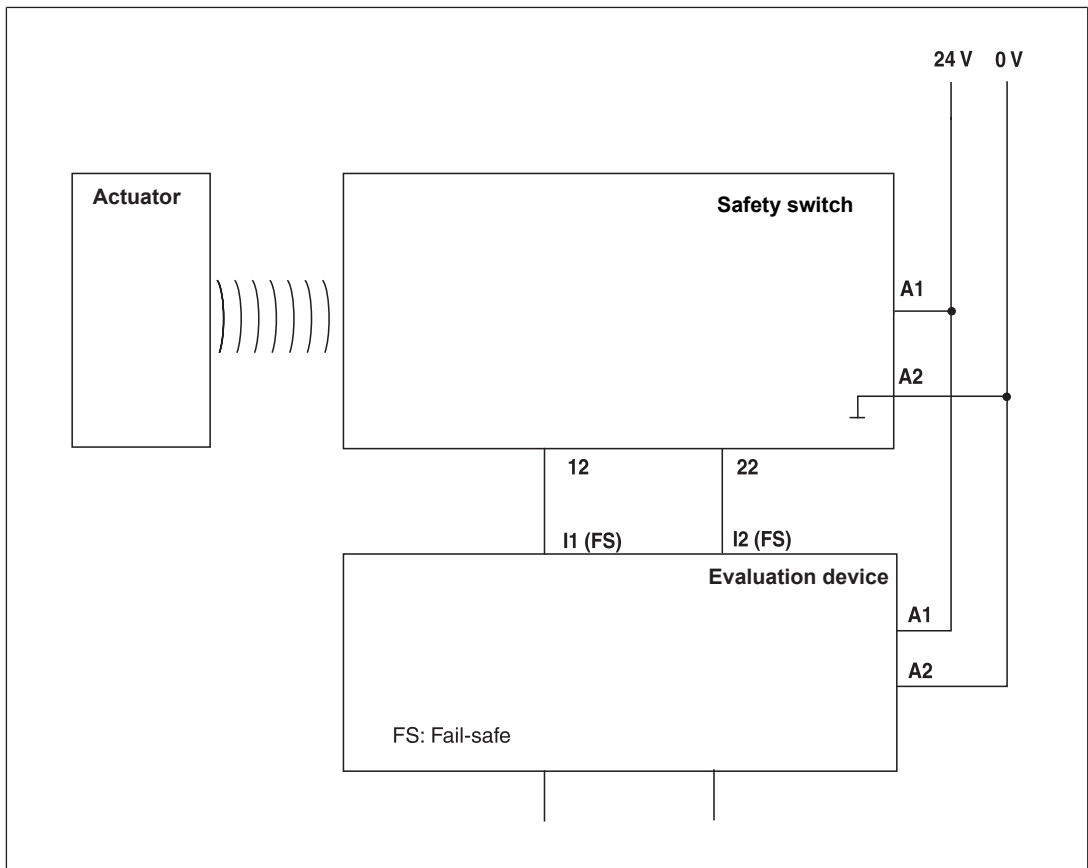 24 V 0 V
Actuator
Safety switch
A1
A2
12 22
I1 (FS) I2 (FS)
Evaluation device
A1
A2
FS: Fail-safe